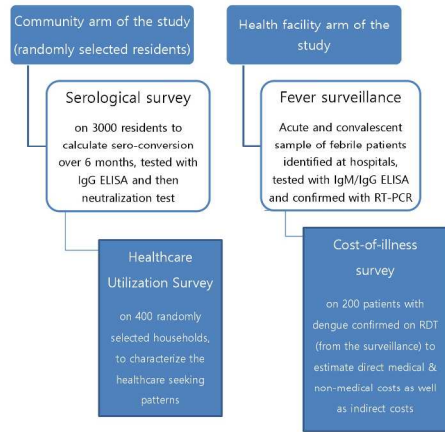 Community arm of the study
(randomly selected residents)
Serological survey
on 3000 residents to
calculate sero-conversion
over 6 months, tested with
IgG ELISA and then
neutralization test
Healthcare
Utilization Survey
on 400 randomly
selected households,
to characterize the
healthcare seeking
patterns
Health facility arm of the
study
Fever surveillance
Acute and convalescent
sample of febrile patients
identified at hospitals,
tested with IgM/IgG ELISA
and confirmed with RT-PCR
Cost-of-illness
survey
on 200 patients with
dengue confirmed on RDT
(from the surveillance) to
estimate direct medical &
non-medical costs as well
as indirect costs